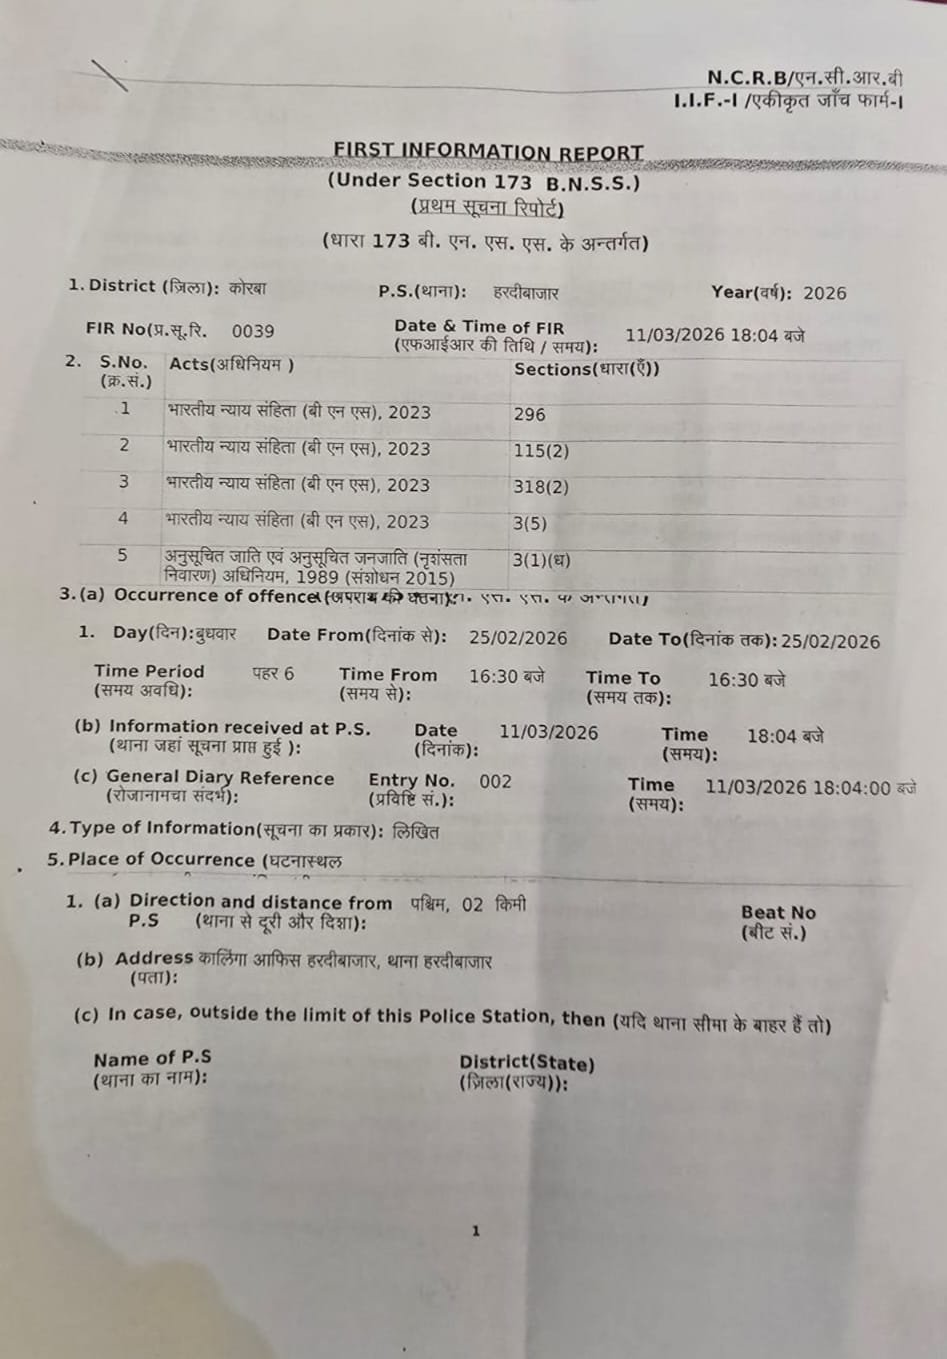 N.C.R.B/एन.सी.आर.बी
I.I.F.-I /एकीकृत जाँच फार्म-I
FIRST INFORMATION REPORT
(Under Section 173 B.N.S.S.)
(प्रथम सूचना रिपोर्ट)
(धारा 173 बी. एन. एस. एस. के अन्तर्गत)
1. District (ज़िला): कोरबा P.S.(थाना): हरदीबाजार Year(वर्ष): 2026
FIR No(प्र.सू.रि. 0039 Date & Time of FIR 11/03/2026 18:04 बजे
(एफआईआर की तिथि / समय):
2. S.No. Acts(अधिनियम ) Sections(धारा(एँ))
(क्र.सं.)
1 भारतीय न्याय संहिता (बी एन एस), 2023 296
2 भारतीय न्याय संहिता (बी एन एस), 2023 115(2)
3 भारतीय न्याय संहिता (बी एन एस), 2023 318(2)
4 भारतीय न्याय संहिता (बी एन एस), 2023 3(5)
5 अनुसूचित जाति एवं अनुसूचित जनजाति (नृशंसता 3(1)(ध)
निवारण) अधिनियम, 1989 (संशोधन 2015)
3. (a) Occurrence of offence
1. Day(दिन):बुधवार Date From(दिनांक से): 25/02/2026 Date To(दिनांक तक): 25/02/2026
Time Period पहर 6 Time From 16:30 बजे Time To 16:30 बजे
(समय अवधि): (समय से): (समय तक):
(b) Information received at P.S. Date 11/03/2026 Time 18:04 बजे
(थाना जहां सूचना प्राप्त हुई ): (दिनांक): (समय):
(c) General Diary Reference Entry No. 002 Time 11/03/2026 18:04:00 बजे
(रोजानामचा संदर्भ): (प्रविष्टि सं.): (समय):
4. Type of Information(सूचना का प्रकार): लिखित
5. Place of Occurrence (घटनास्थल
1. (a) Direction and distance from पश्चिम, 02 किमी Beat No
P.S (थाना से दूरी और दिशा): (बीट सं.)
(b) Address कालिंगा आफिस हरदीबाजार, थाना हरदीबाजार
(पता):
(c) In case, outside the limit of this Police Station, then (यदि थाना सीमा के बाहर हैं तो)
Name of P.S District(State)
(थाना का नाम): (ज़िला(राज्य)):
1